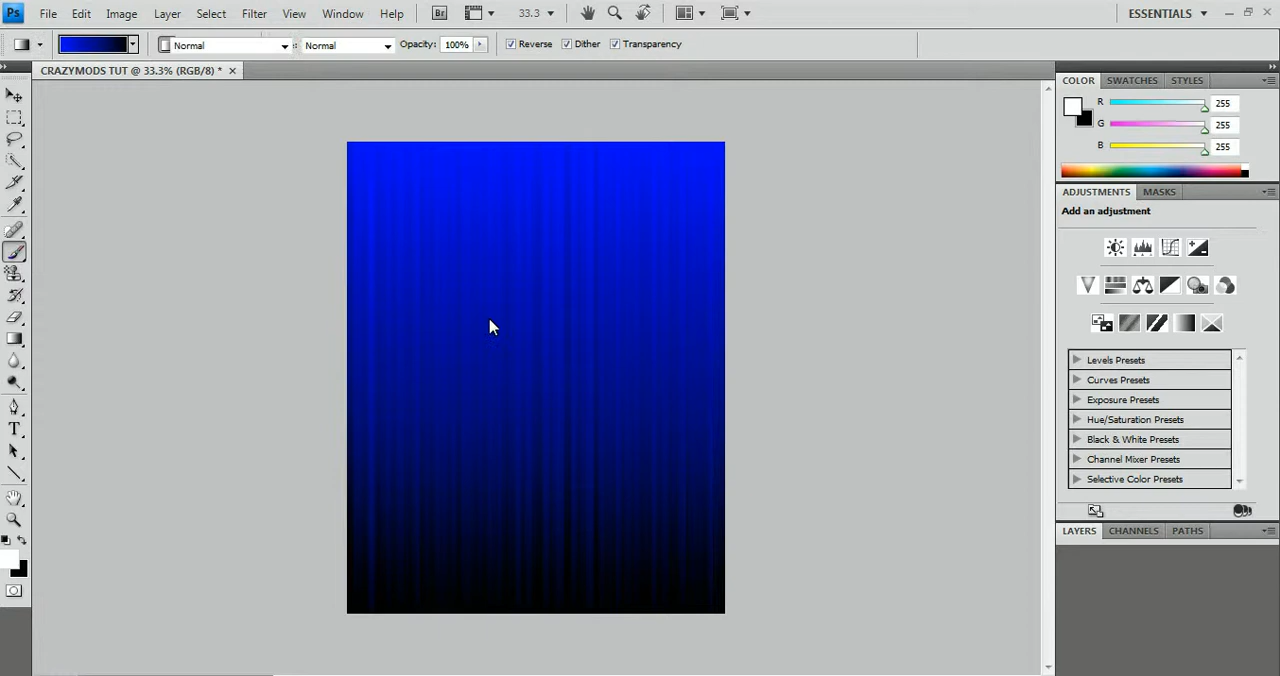 Ps File Edit Image Layer Select Filter View Window Help Br 33.3 ESSENTIALS
Normal Normal Opacity: 100% Reverse Dither Transparency
CRAZYMODS TUT @ 33.3% (RGB/8) *
COLOR SWATCHES STYLES
R 255
G 255
B 255
ADJUSTMENTS MASKS
Add an adjustment
Levels Presets
Curves Presets
Exposure Presets
Hue/Saturation Presets
Black & White Presets
Channel Mixer Presets
Selective Color Presets
T
LAYERS CHANNELS PATHS